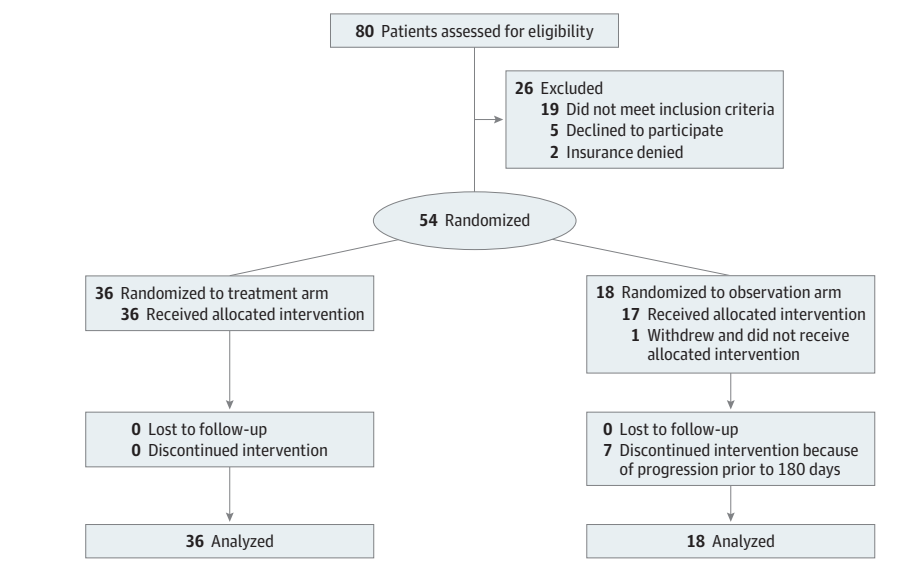 80 Patients assessed for eligibility
26 Excluded
19 Did not meet inclusion criteria
5 Declined to participate
2 Insurance denied
54 Randomized
36 Randomized to treatment arm
36 Received allocated intervention
18 Randomized to observation arm
17 Received allocated intervention
1 Withdrew and did not receive
allocated intervention
0 Lost to follow-up
0 Discontinued intervention
0 Lost to follow-up
7 Discontinued intervention because
of progression prior to 180 days
36 Analyzed
18 Analyzed